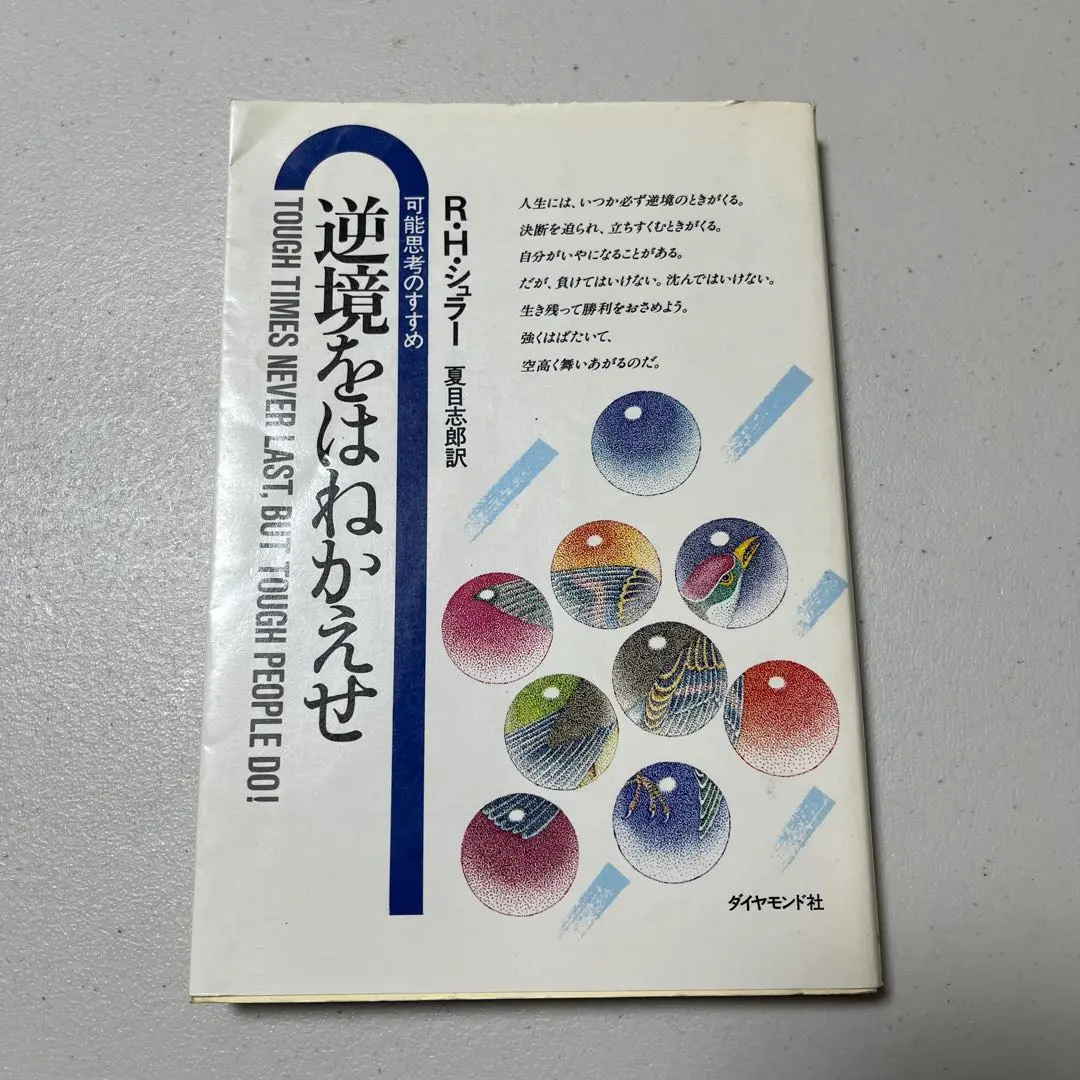 可能思考のすすめ
逆境をはねかえせ
TOUGH TIMES NEVER LAST, BUT TOUGH PEOPLE DO!
R・H・シュラー
夏目志郎訳
人生には、いつか必ず逆境のときがくる。
決断を迫られ、立ちすくむときがくる。
自分がいやになることがある。
だが、負けてはいけない。沈んではいけない。
生き残って勝利をおさめよう。
強くはばたいて、
空高く舞いあがるのだ。
ダイヤモンド社